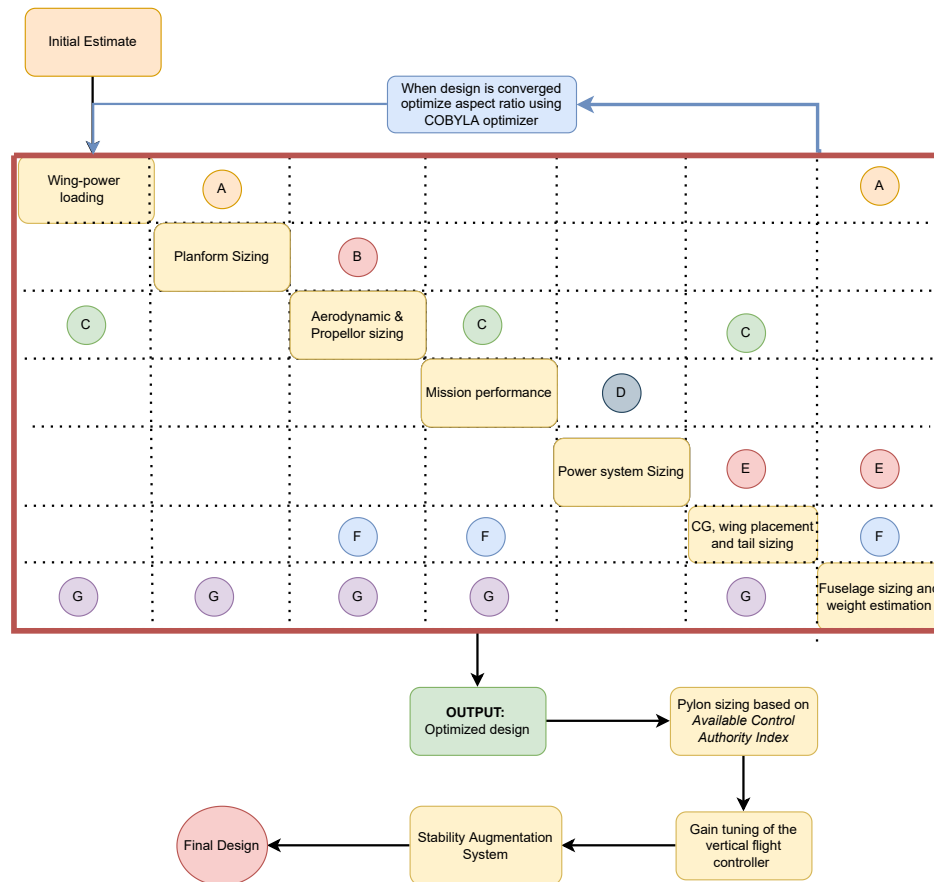 Initial Estimate
When design is converged
optimize aspect ratio using
COBYLA optimizer
Wing-power
loading
A
A
Planform Sizing
B
C
Aerodynamic &
Propellor sizing
C
C
Mission performance
D
Power system Sizing
E
E
F
F
CG, wing placement
and tail sizing
F
G
G
G
G
G
Fuselage sizing and
weight estimation
OUTPUT:
Optimized design
Pylon sizing based on
Available Control
Authority Index
Gain tuning of the
vertical flight
controller
Stability Augmentation
System
Final Design